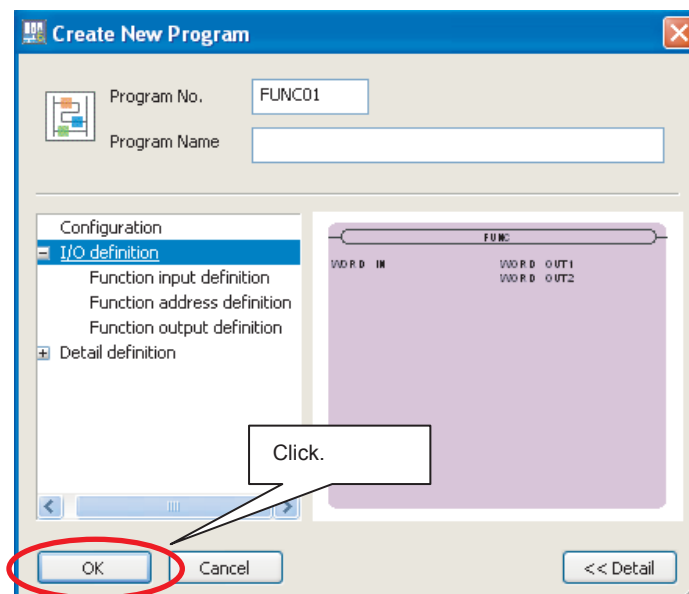 Create New Program
Program No. FUNC01
Program Name
Configuration
I/O definition
Function input definition
Function address definition
Function output definition
Detail definition
FUNC
WORD IN WORD OUT1
WORD OUT2
Click.
OK Cancel << Detail